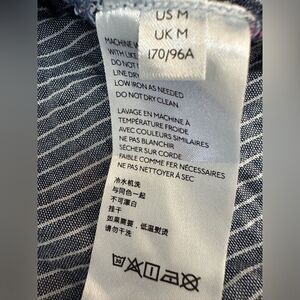 US M
UK M
170/96A
MACHINE W
WITH LIKE
DO NOT
LINE DRY
LOW IRON AS NEEDED
DO NOT DRY CLEAN
LAVAGE EN MACHINE À
TEMPÉRATURE FROIDE
AVEC COULEURS SIMILAIRES
NE PAS BLANCHIR
SÉCHER SUR CORDE
FAIBLE COMME FER NÉCESSAIRES
NE PAS NETTOYER À SEC
冷水机洗
与同色一起
不可漂白
挂干
如果需要，低温熨烫
请勿干洗